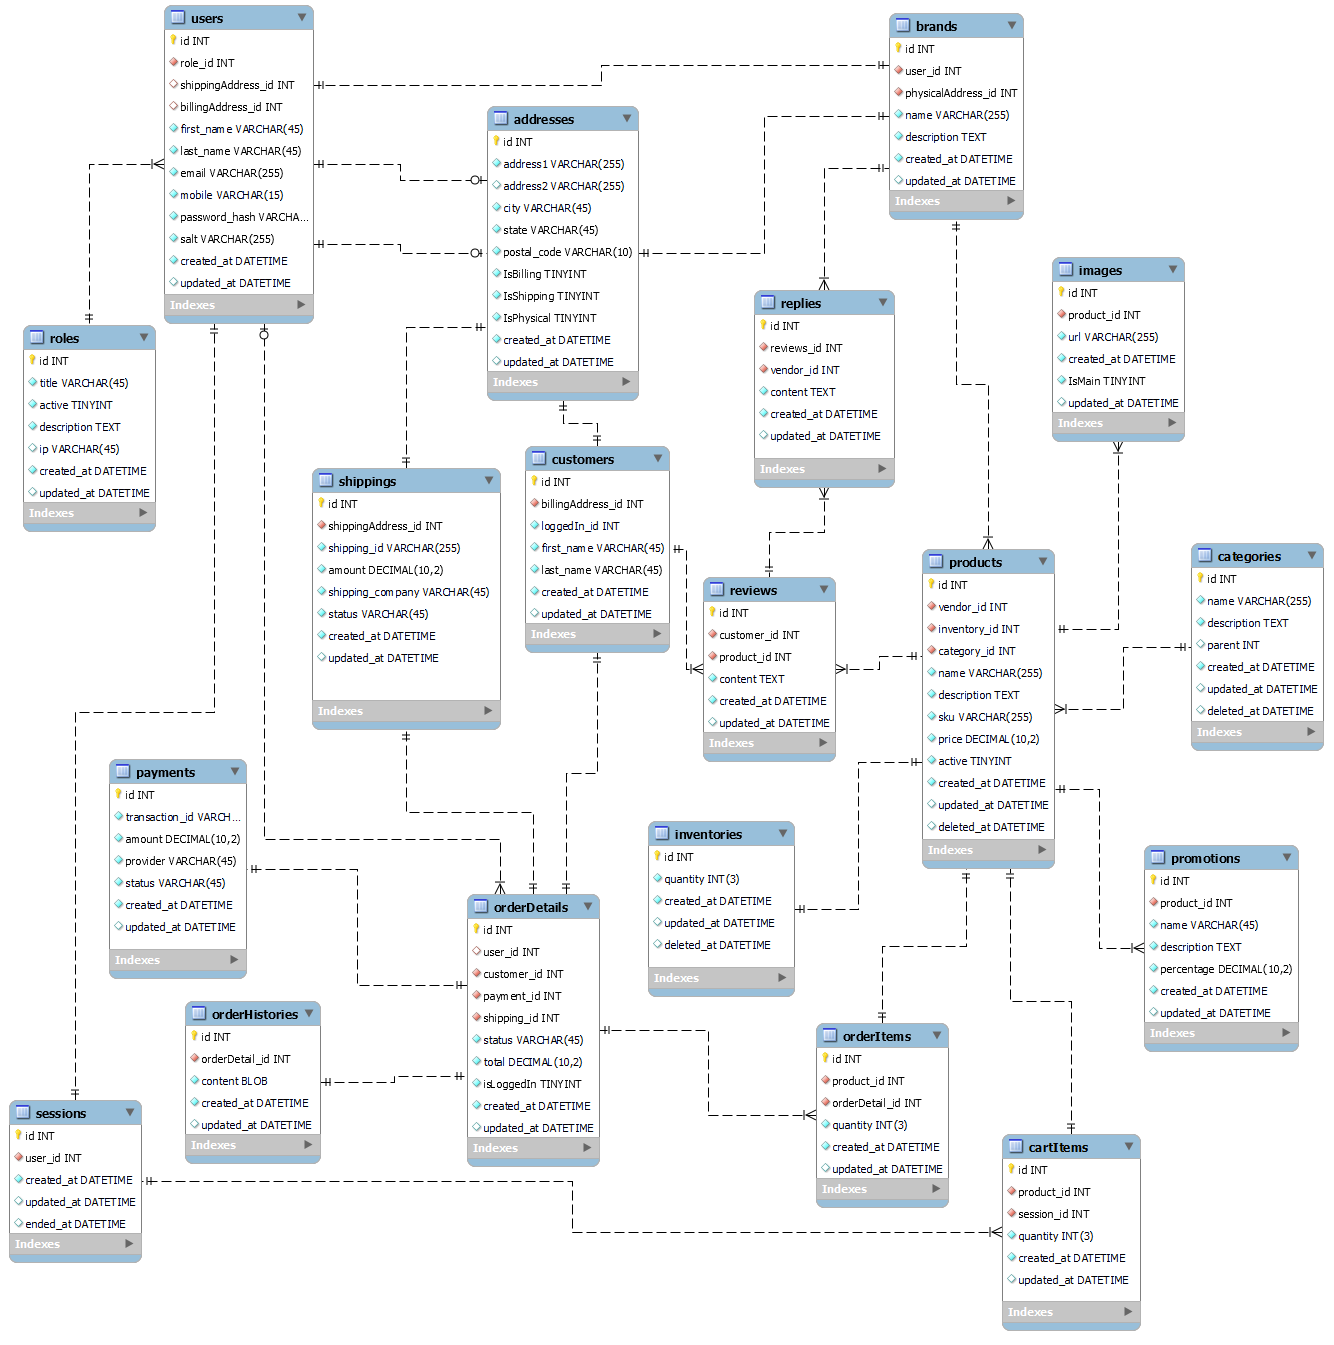 users
id INT
role_id INT
shippingAddress_id INT
billingAddress_id INT
first_name VARCHAR(45)
last_name VARCHAR(45)
email VARCHAR(255)
mobile VARCHAR(15)
password_hash VARCHA...
salt VARCHAR(255)
created_at DATETIME
updated_at DATETIME
Indexes
brands
id INT
user_id INT
physicalAddress_id INT
name VARCHAR(255)
description TEXT
created_at DATETIME
updated_at DATETIME
Indexes
addresses
id INT
address1 VARCHAR(255)
address2 VARCHAR(255)
city VARCHAR(45)
state VARCHAR(45)
postal_code VARCHAR(10)
IsBilling TINYINT
IsShipping TINYINT
IsPhysical TINYINT
created_at DATETIME
updated_at DATETIME
Indexes
images
id INT
product_id INT
url VARCHAR(255)
created_at DATETIME
IsMain TINYINT
updated_at DATETIME
Indexes
replies
id INT
reviews_id INT
vendor_id INT
content TEXT
created_at DATETIME
updated_at DATETIME
Indexes
roles
id INT
title VARCHAR(45)
active TINYINT
description TEXT
ip VARCHAR(45)
created_at DATETIME
updated_at DATETIME
Indexes
shippings
id INT
shippingAddress_id INT
shipping_id VARCHAR(255)
amount DECIMAL(10,2)
shipping_company VARCHAR(45)
status VARCHAR(45)
created_at DATETIME
updated_at DATETIME
Indexes
customers
id INT
billingAddress_id INT
loggedIn_id INT
first_name VARCHAR(45)
last_name VARCHAR(45)
created_at DATETIME
updated_at DATETIME
Indexes
reviews
id INT
customer_id INT
product_id INT
content TEXT
created_at DATETIME
updated_at DATETIME
Indexes
products
id INT
vendor_id INT
inventory_id INT
category_id INT
name VARCHAR(255)
description TEXT
sku VARCHAR(255)
price DECIMAL(10,2)
active TINYINT
created_at DATETIME
updated_at DATETIME
deleted_at DATETIME
Indexes
categories
id INT
name VARCHAR(255)
description TEXT
parent INT
created_at DATETIME
updated_at DATETIME
deleted_at DATETIME
Indexes
payments
id INT
transaction_id VARCH...
amount DECIMAL(10,2)
provider VARCHAR(45)
status VARCHAR(45)
created_at DATETIME
updated_at DATETIME
Indexes
inventories
id INT
quantity INT(3)
created_at DATETIME
updated_at DATETIME
deleted_at DATETIME
Indexes
promotions
id INT
product_id INT
name VARCHAR(45)
description TEXT
percentage DECIMAL(10,2)
created_at DATETIME
updated_at DATETIME
Indexes
orderDetails
id INT
user_id INT
customer_id INT
payment_id INT
shipping_id INT
status VARCHAR(45)
total DECIMAL(10,2)
isLoggedIn TINYINT
created_at DATETIME
updated_at DATETIME
Indexes
orderHistories
id INT
orderDetail_id INT
content BLOB
created_at DATETIME
updated_at DATETIME
Indexes
orderItems
id INT
product_id INT
orderDetail_id INT
quantity INT(3)
created_at DATETIME
updated_at DATETIME
Indexes
sessions
id INT
user_id INT
created_at DATETIME
updated_at DATETIME
ended_at DATETIME
Indexes
cartItems
id INT
product_id INT
session_id INT
quantity INT(3)
created_at DATETIME
updated_at DATETIME
Indexes